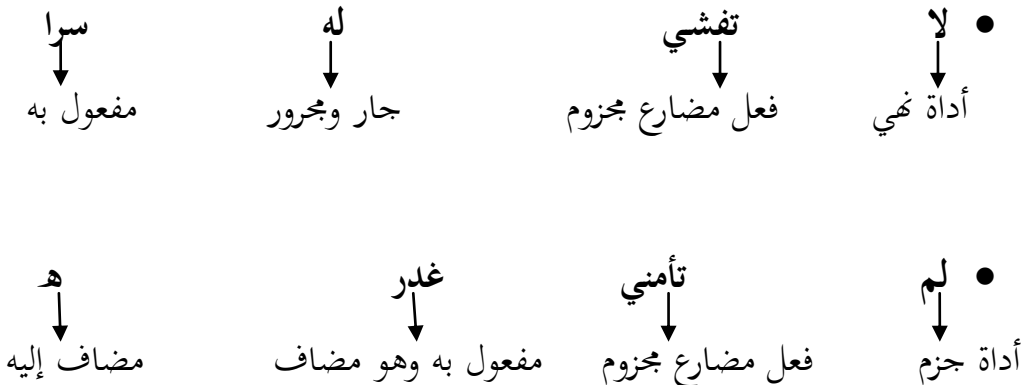 • لا تفشي له سرا
أداة نهي فعل مضارع مجزوم جار ومجرور مفعول به
• لم تأمني غدر ه
أداة جزم فعل مضارع مجزوم مفعول به وهو مضاف مضاف إليه